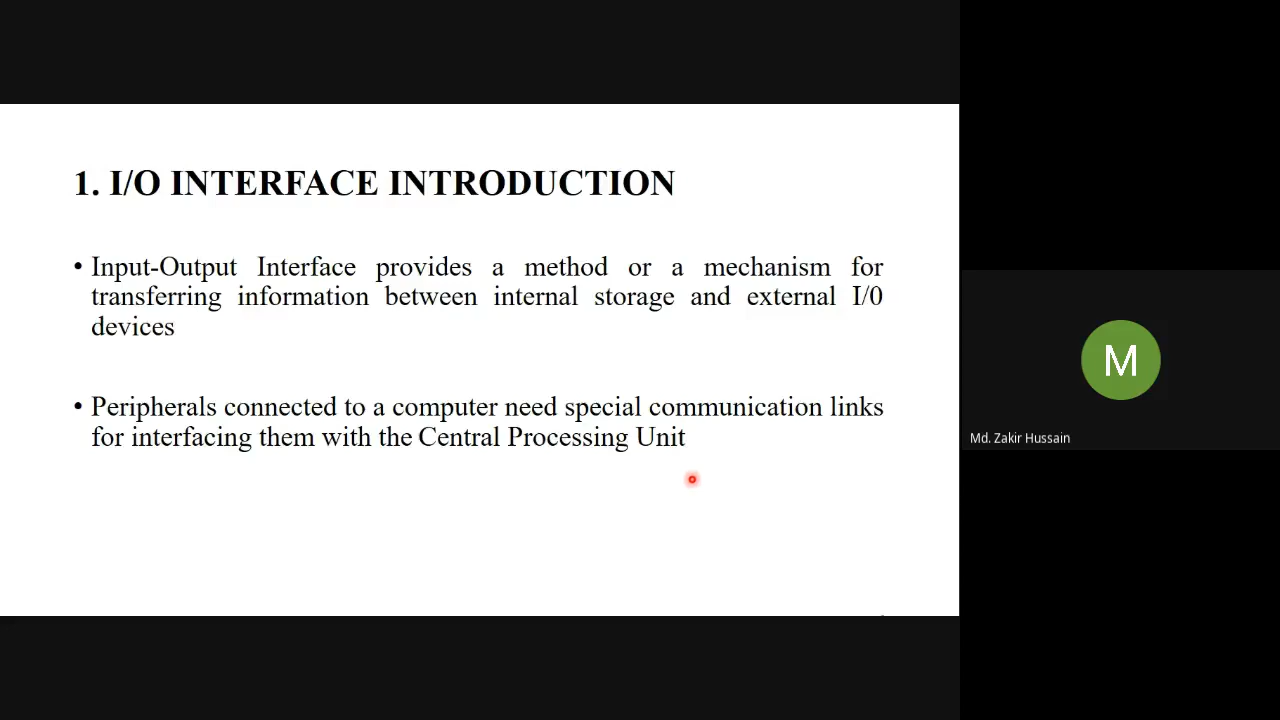 1. I/O INTERFACE INTRODUCTION
• Input-Output Interface provides a method or a mechanism for
transferring information between internal storage and external I/0
devices
• Peripherals connected to a computer need special communication links
for interfacing them with the Central Processing Unit
M
Md. Zakir Hussain